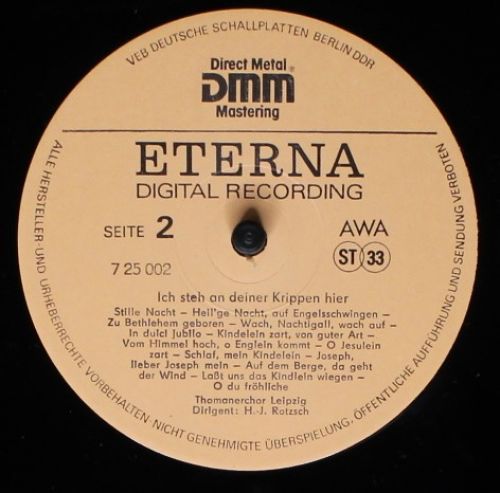 VEB DEUTSCHE SCHALLPLATTEN BERLIN DDR
Direct Metal
DMM
Mastering
ETERNA
DIGITAL RECORDING
SEITE 2
AWA
7 25 002
ST 33
Ich steh an deiner Krippen hier
Stille Nacht – Heil'ge Nacht, auf Engelsschwingen –
Zu Bethlehem geboren – Wach, Nachtigall, wach auf –
In dulci Jubilo – Kindelein zart, von guter Art –
Vom Himmel hoch, o Englein kommt – O Jesulein
zart – Schlaf, mein Kindelein – Joseph,
lieber Joseph mein – Auf dem Berge, da geht
der Wind – Laßt uns das Kindlein wiegen –
O du fröhliche
Thomanerchor Leipzig
Dirigent: H.-J. Rotzsch
ALLE HERSTELLER- UND URHEBERRECHTE VORBEHALTEN · NICHT GENEHMIGTE ÜBERSPIELUNG, ÖFFENTLICHE AUFFÜHRUNG UND SENDUNG VERBOTEN